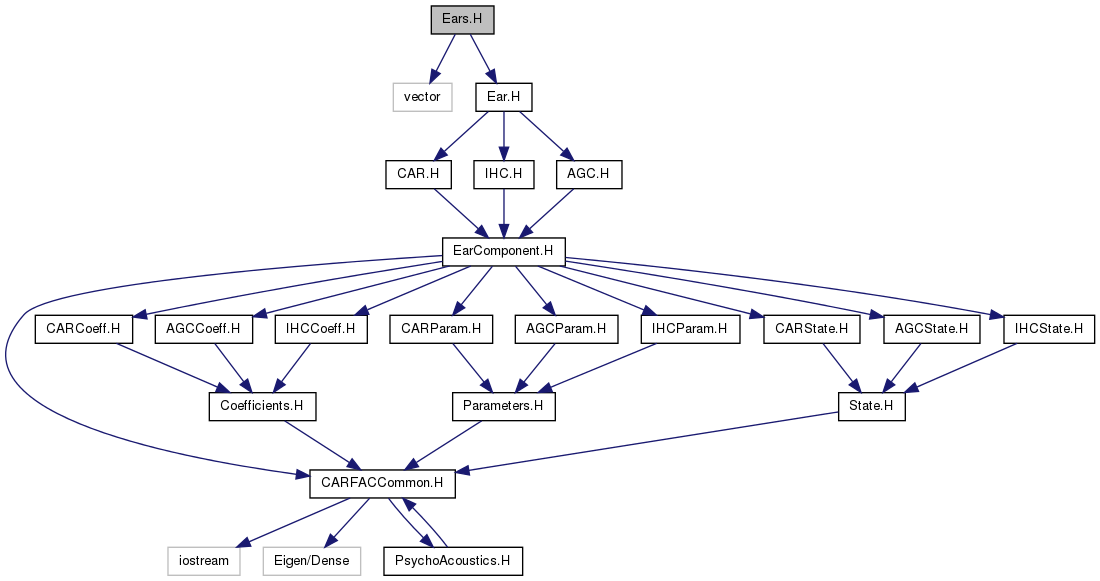 Ears.H
vector
Ear.H
CAR.H
IHC.H
AGC.H
EarComponent.H
CARCoeff.H
AGCCoeff.H
IHCCoeff.H
CARParam.H
AGCParam.H
IHCParam.H
CARState.H
AGCState.H
IHCState.H
Coefficients.H
Parameters.H
State.H
CARFACCommon.H
iostream
Eigen/Dense
PsychoAcoustics.H